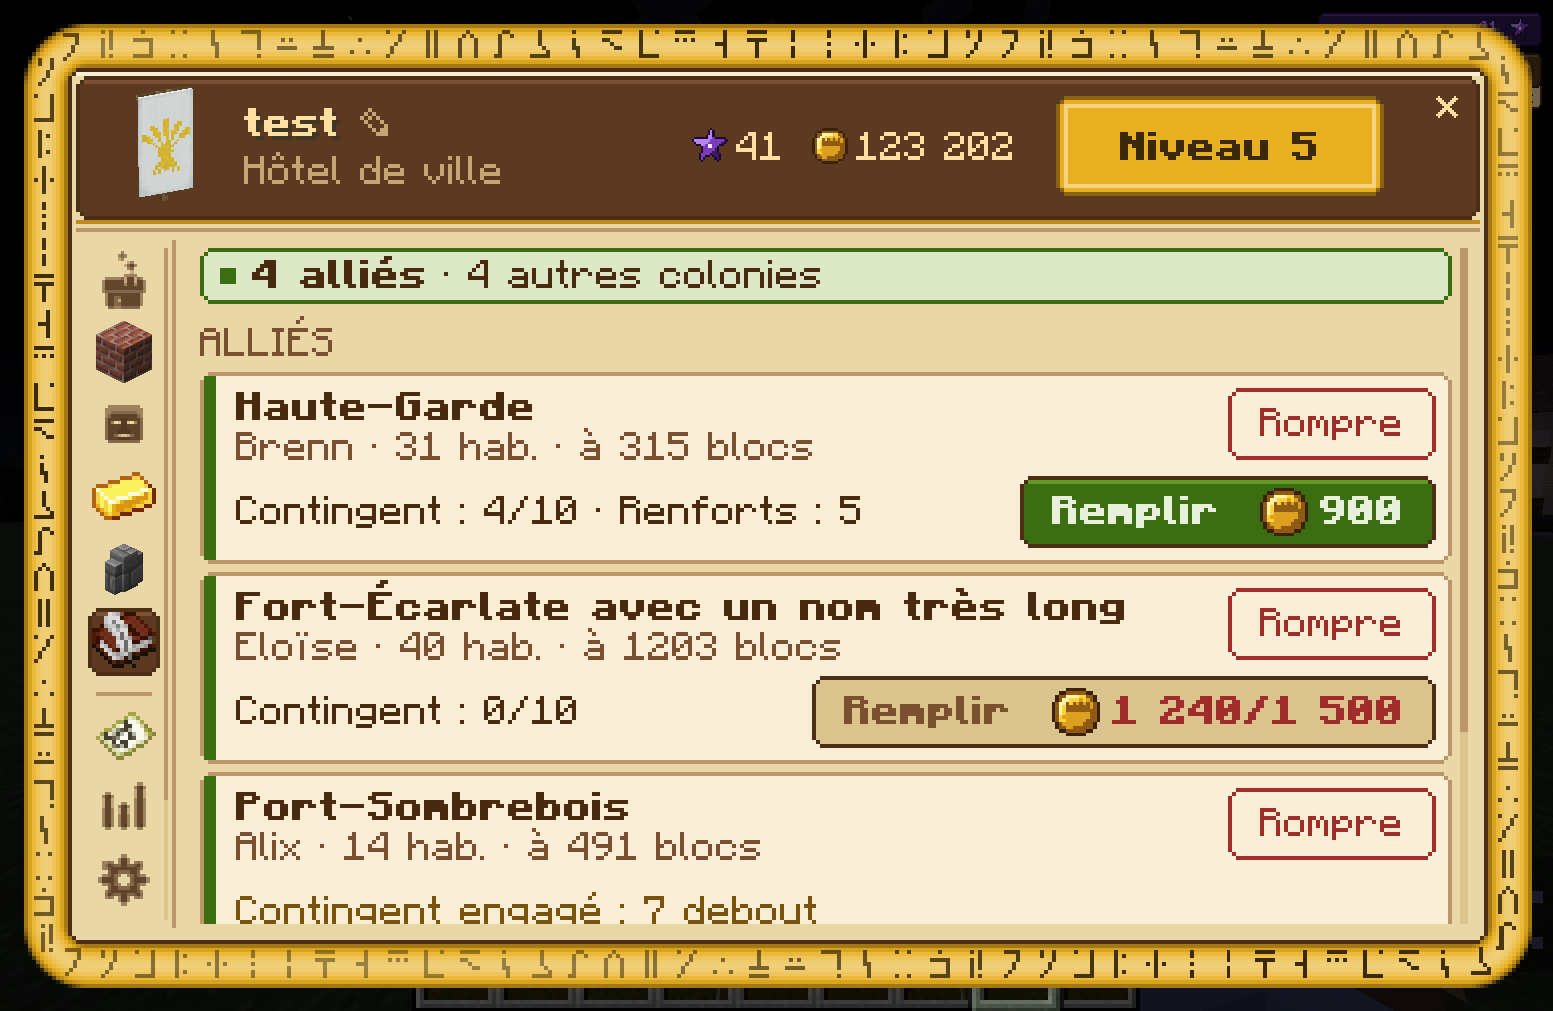 test
Hôtel de ville
41
123 202
Niveau 5
×
4 alliés · 4 autres colonies
ALLIÉS
Haute-Garde
Brenn · 31 hab. · à 315 blocs
Rompre
Contingent : 4/10 · Renforts : 5
Remplir 900
Fort-Écarlate avec un nom très long
Eloïse · 40 hab. · à 1203 blocs
Rompre
Contingent : 0/10
Remplir 1 240/1 500
Port-Sombrebois
Alix · 14 hab. · à 491 blocs
Rompre
Contingent engagé : 7 debout